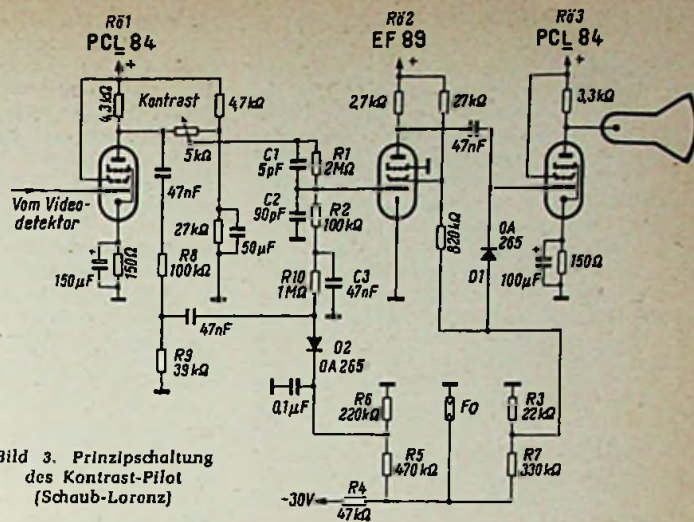 Rö1
PCL 84
Rö2
EF 89
Rö3
PCL 84
+
+
+
4,3kΩ
Kontrast
4,7kΩ
5kΩ
2,7kΩ
27kΩ
3,3kΩ
47nF
C1
5pF
R1
2MΩ
47nF
Vom Video-
detektor
C2
90pF
R2
100kΩ
27kΩ
50µF
820kΩ
OA
265
D1
+
150µF
150Ω
R8
100kΩ
R10
1MΩ
C3
47nF
+
100µF
150Ω
47nF
R9
39kΩ
D2
OA265
0,1µF
R6
220kΩ
Fo
R3
22kΩ
R5
470kΩ
R7
330kΩ
-30V
R4
47kΩ
Bild 3. Prinzipschaltung
des Kontrast-Pilot
(Schaub-Lorenz)